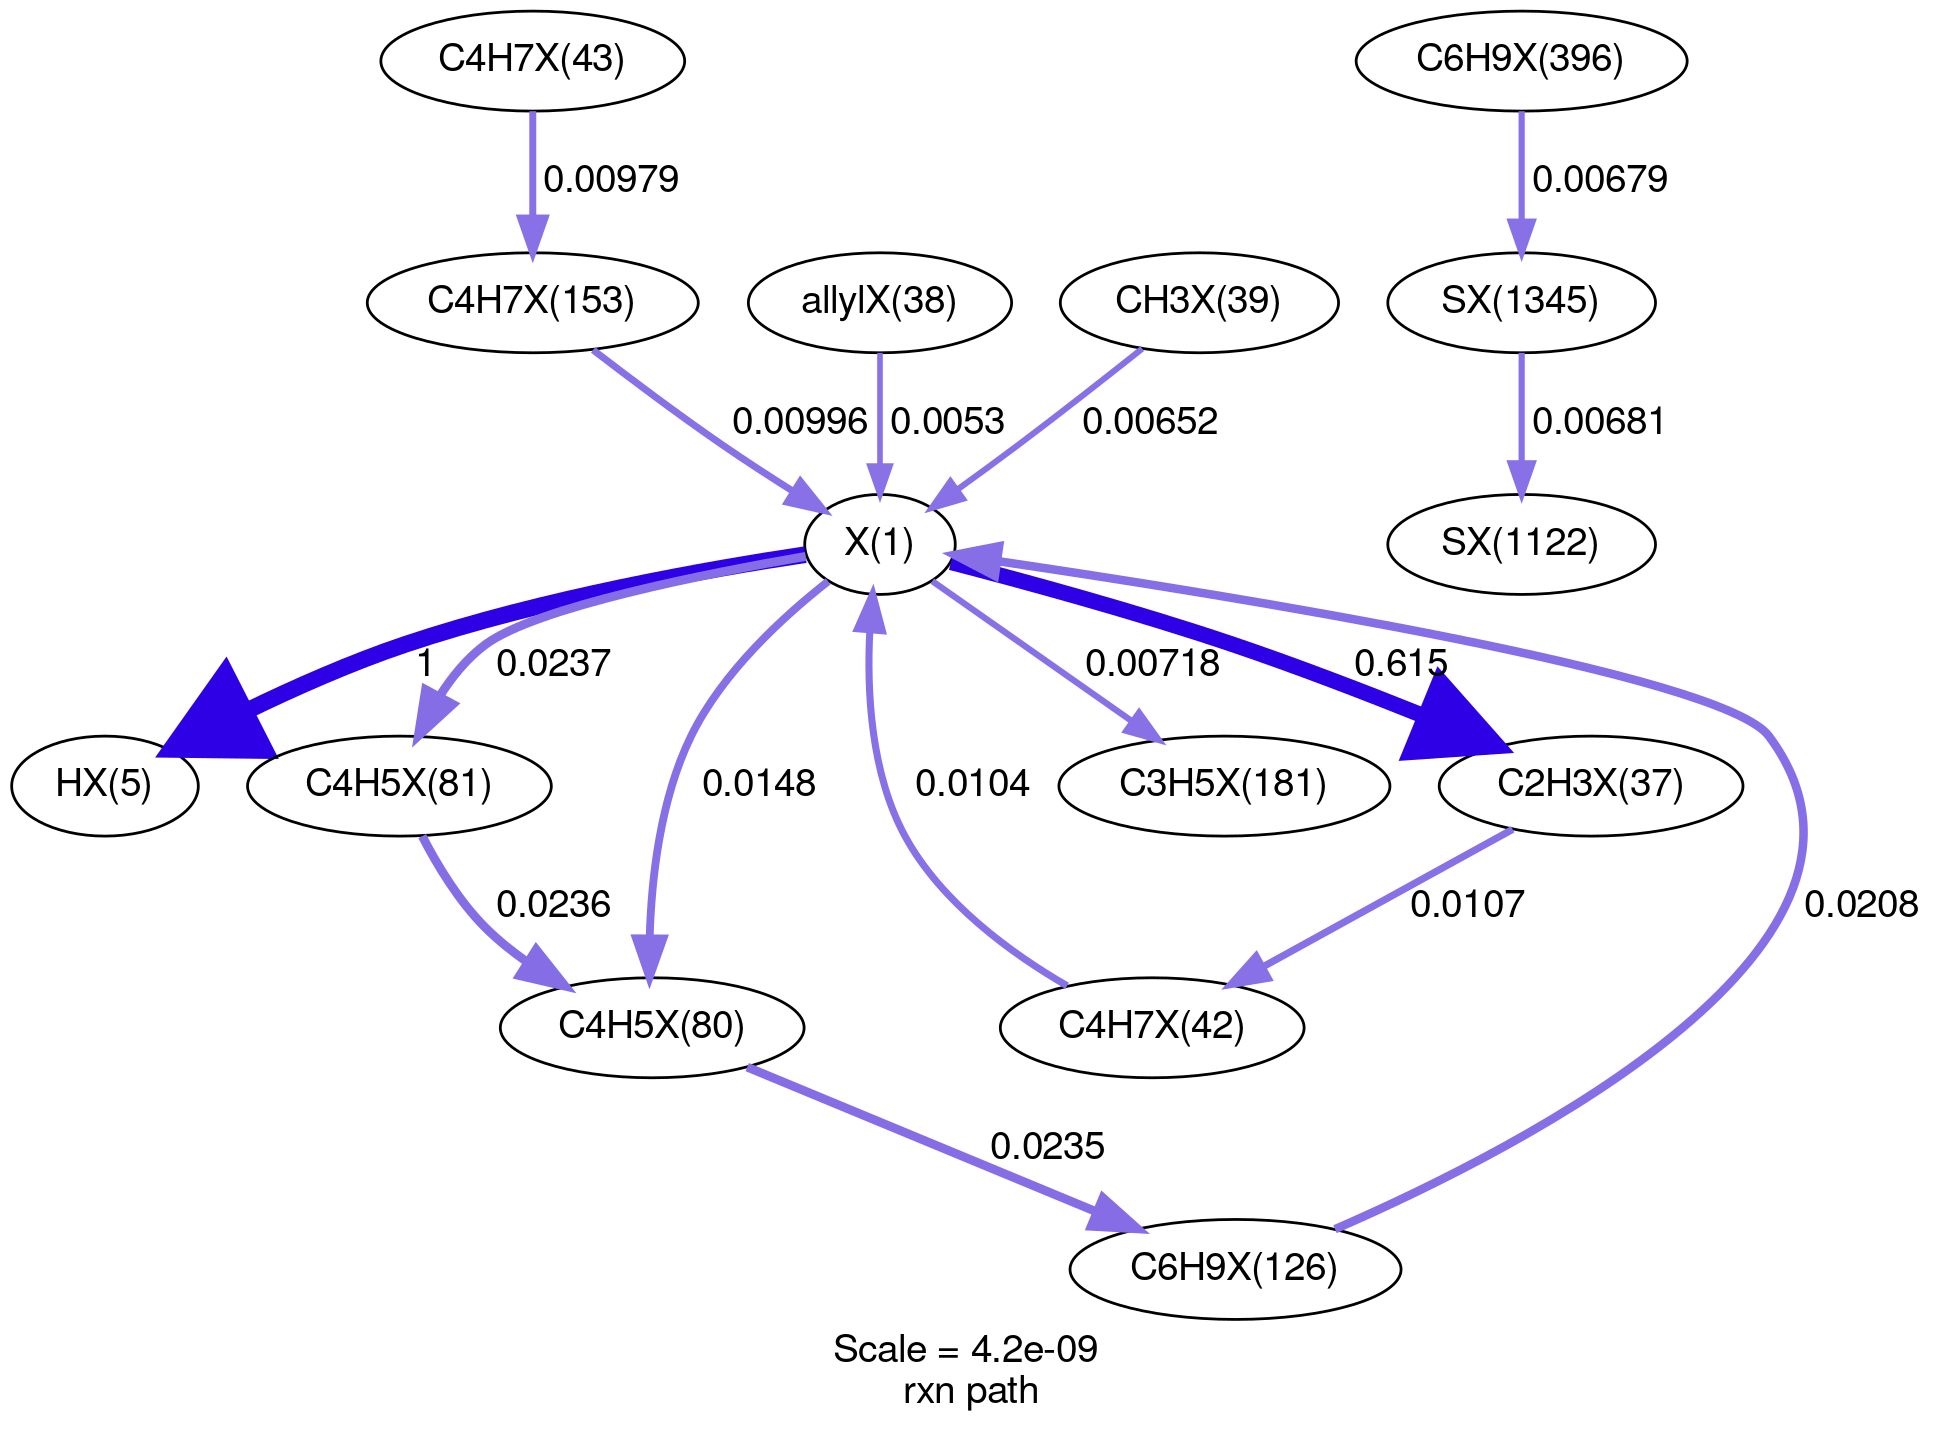 C4H7X(43)
C6H9X(396)
0.00979
0.00679
C4H7X(153)
allylX(38)
CH3X(39)
SX(1345)
0.00996
0.0053
0.00652
0.00681
X(1)
SX(1122)
1
0.0237
0.00718
0.615
HX(5)
C4H5X(81)
0.0148
0.0104
C3H5X(181)
C2H3X(37)
0.0236
0.0107
0.0208
C4H5X(80)
C4H7X(42)
0.0235
C6H9X(126)
Scale = 4.2e-09
rxn path